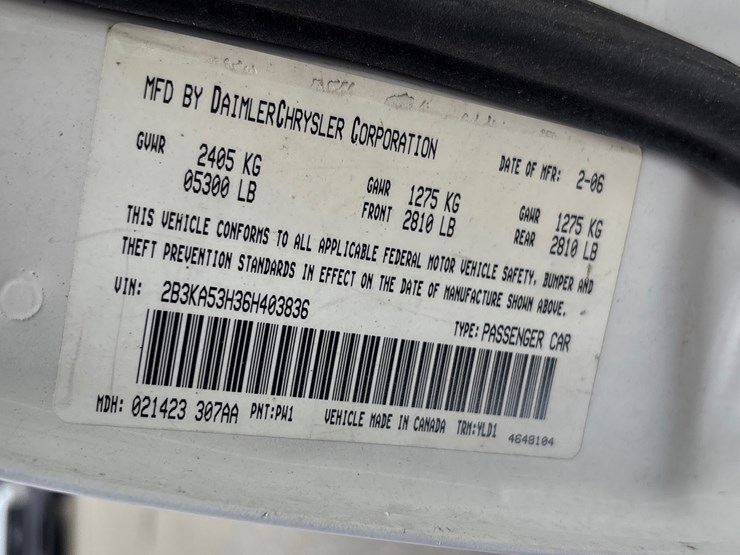 MFD BY DAIMLERCHRYSLER CORPORATION
DATE OF MFR: 2-06
GVWR 2405 KG
05300 LB
GAWR 1275 KG
FRONT 2810 LB
GAWR 1275 KG
REAR 2810 LB
THIS VEHICLE CONFORMS TO ALL APPLICABLE FEDERAL MOTOR VEHICLE SAFETY, BUMPER AND
THEFT PREVENTION STANDARDS IN EFFECT ON THE DATE OF MANUFACTURE SHOWN ABOVE.
VIN: 2B3KA53H36H403836
TYPE: PASSENGER CAR
MDH: 021423 307AA PNT:PW1 VEHICLE MADE IN CANADA TRM:YLD1 4648104